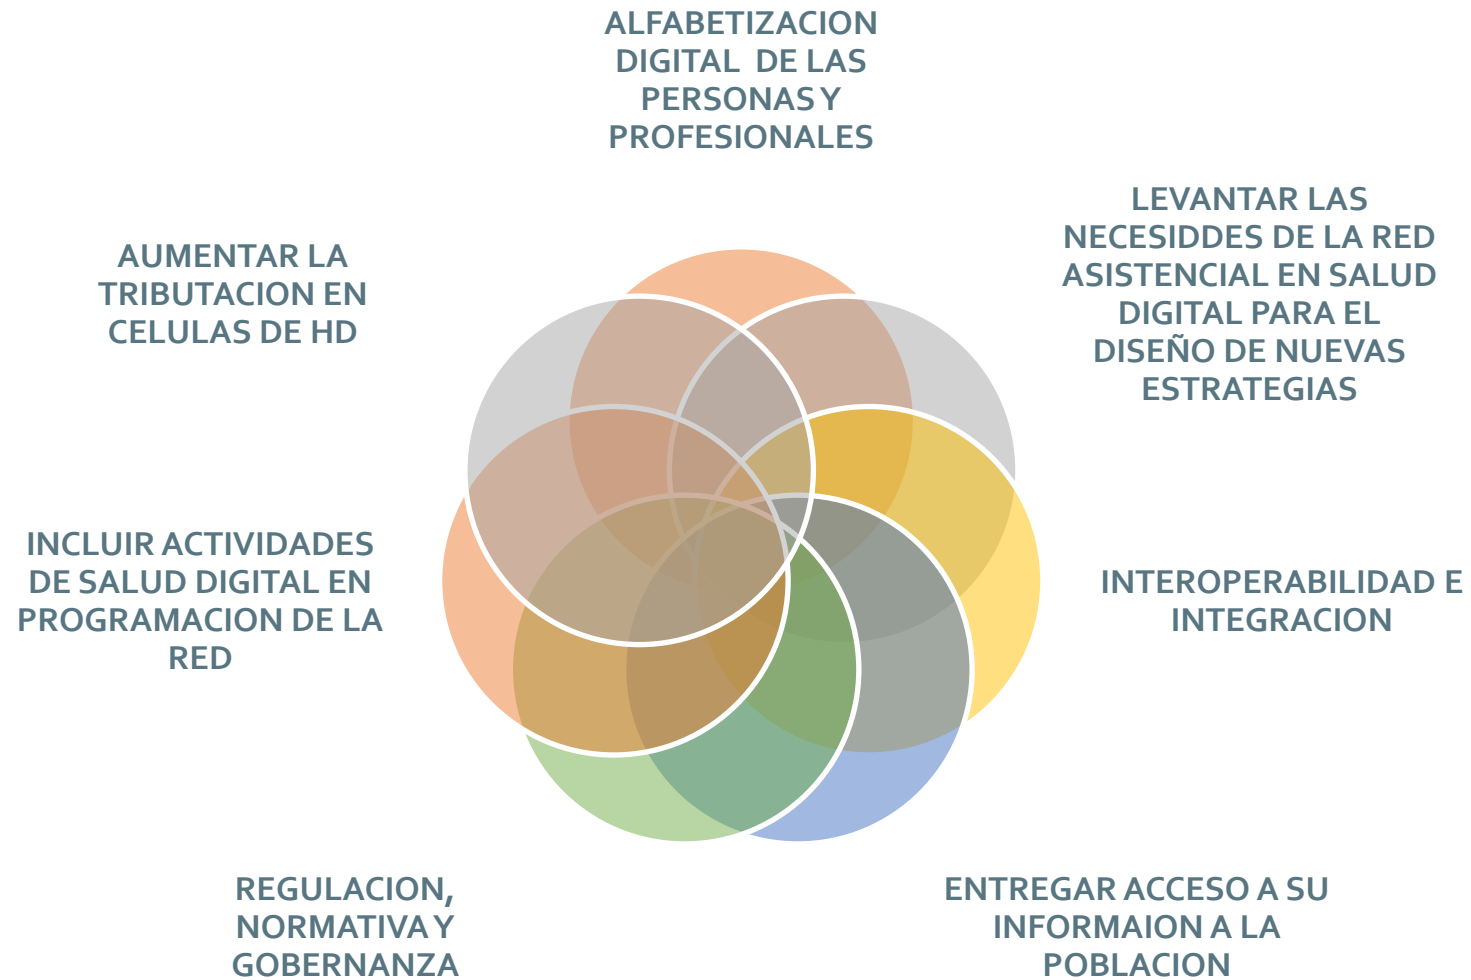 ALFABETIZACION
DIGITAL DE LAS
PERSONAS Y
PROFESIONALES
LEVANTAR LAS
NECESIDDES DE LA RED
ASISTENCIAL EN SALUD
DIGITAL PARA EL
DISEÑO DE NUEVAS
ESTRATEGIAS
INTEROPERABILIDAD E
INTEGRACION
ENTREGAR ACCESO A SU
INFORMAION A LA
POBLACION
REGULACION,
NORMATIVA Y
GOBERNANZA
INCLUIR ACTIVIDADES
DE SALUD DIGITAL EN
PROGRAMACION DE LA
RED
AUMENTAR LA
TRIBUTACION EN
CELULAS DE HD